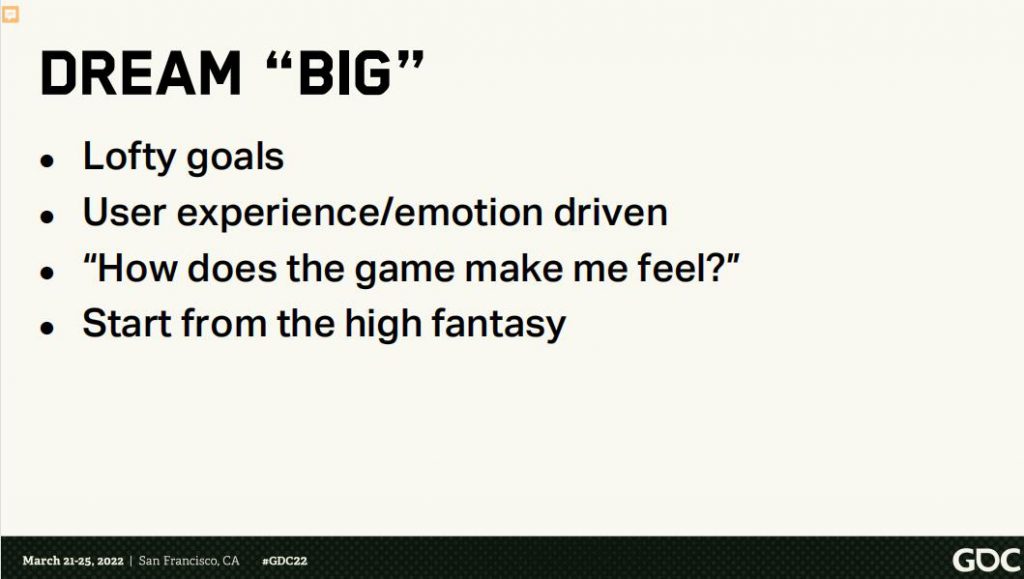 DREAM “BIG”
• Lofty goals
• User experience/emotion driven
• “How does the game make me feel?”
• Start from the high fantasy
March 21-25, 2022 | San Francisco, CA #GDC22
GDC